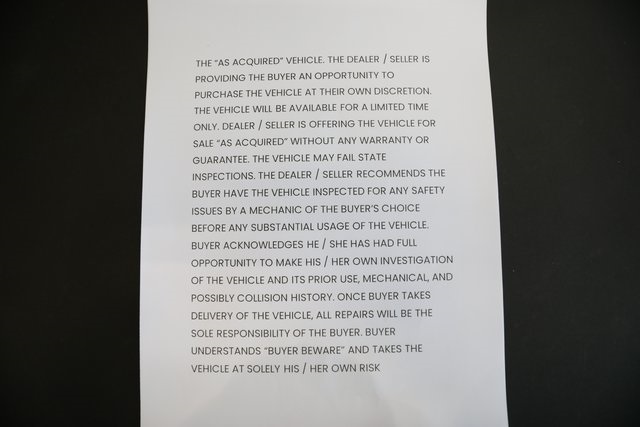 THE “AS ACQUIRED” VEHICLE. THE DEALER / SELLER IS
PROVIDING THE BUYER AN OPPORTUNITY TO
PURCHASE THE VEHICLE AT THEIR OWN DISCRETION.
THE VEHICLE WILL BE AVAILABLE FOR A LIMITED TIME
ONLY. DEALER / SELLER IS OFFERING THE VEHICLE FOR
SALE “AS ACQUIRED” WITHOUT ANY WARRANTY OR
GUARANTEE. THE VEHICLE MAY FAIL STATE
INSPECTIONS. THE DEALER / SELLER RECOMMENDS THE
BUYER HAVE THE VEHICLE INSPECTED FOR ANY SAFETY
ISSUES BY A MECHANIC OF THE BUYER’S CHOICE
BEFORE ANY SUBSTANTIAL USAGE OF THE VEHICLE.
BUYER ACKNOWLEDGES HE / SHE HAS HAD FULL
OPPORTUNITY TO MAKE HIS / HER OWN INVESTIGATION
OF THE VEHICLE AND ITS PRIOR USE, MECHANICAL, AND
POSSIBLY COLLISION HISTORY. ONCE BUYER TAKES
DELIVERY OF THE VEHICLE, ALL REPAIRS WILL BE THE
SOLE RESPONSIBILITY OF THE BUYER. BUYER
UNDERSTANDS “BUYER BEWARE” AND TAKES THE
VEHICLE AT SOLELY HIS / HER OWN RISK